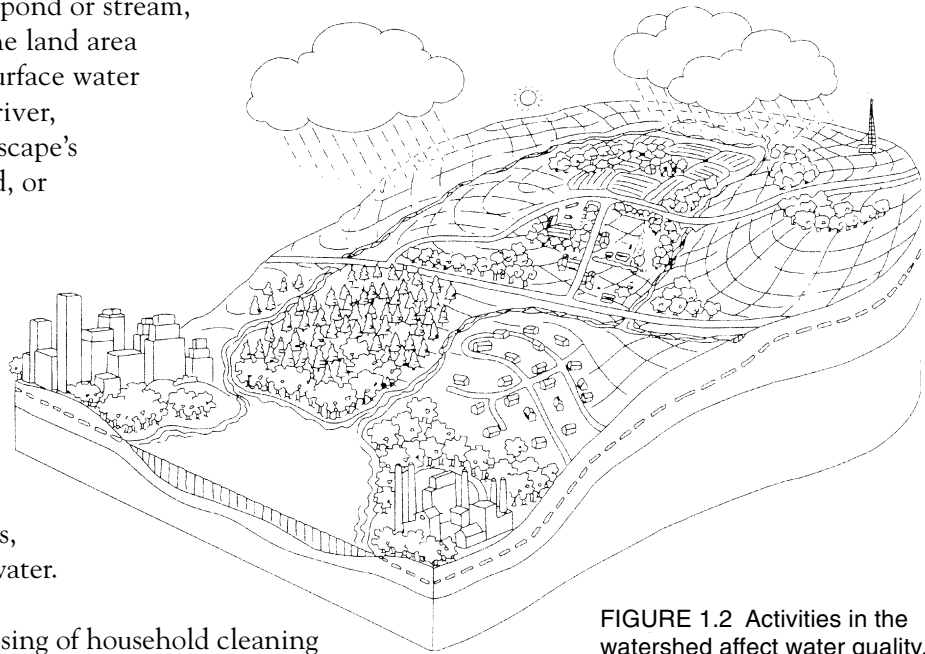 pond or stream,
ne land area
urface water
river,
scape's
d, or
s,
water.
sing of household cleaning
FIGURE 1.2 Activities in the
watershed affect water quality.